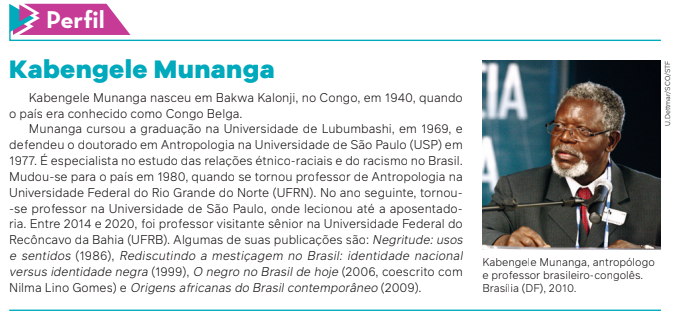 Perfil
Kabengele Munanga
Kabengele Munanga nasceu em Bakwa Kalonji, no Congo, em 1940, quando
o país era conhecido como Congo Belga.
Munanga cursou a graduação na Universidade de Lubumbashi, em 1969, e
defendeu o doutorado em Antropologia na Universidade de São Paulo (USP) em
1977. É especialista no estudo das relações étnico-raciais e do racismo no Brasil.
Mudou-se para o país em 1980, quando se tornou professor de Antropologia na
Universidade Federal do Rio Grande do Norte (UFRN). No ano seguinte, tornou-
-se professor na Universidade de São Paulo, onde lecionou até a aposentado-
ria. Entre 2014 e 2020, foi professor visitante sênior na Universidade Federal do
Recôncavo da Bahia (UFRB). Algumas de suas publicações são: Negritude: usos
e sentidos (1986), Rediscutindo a mestiçagem no Brasil: identidade nacional
versus identidade negra (1999), O negro no Brasil de hoje (2006, coescrito com
Nilma Lino Gomes) e Origens africanas do Brasil contemporâneo (2009).
U.Dettmar/SCO/STF
Kabengele Munanga, antropólogo
e professor brasileiro-congolês.
Brasília (DF), 2010.